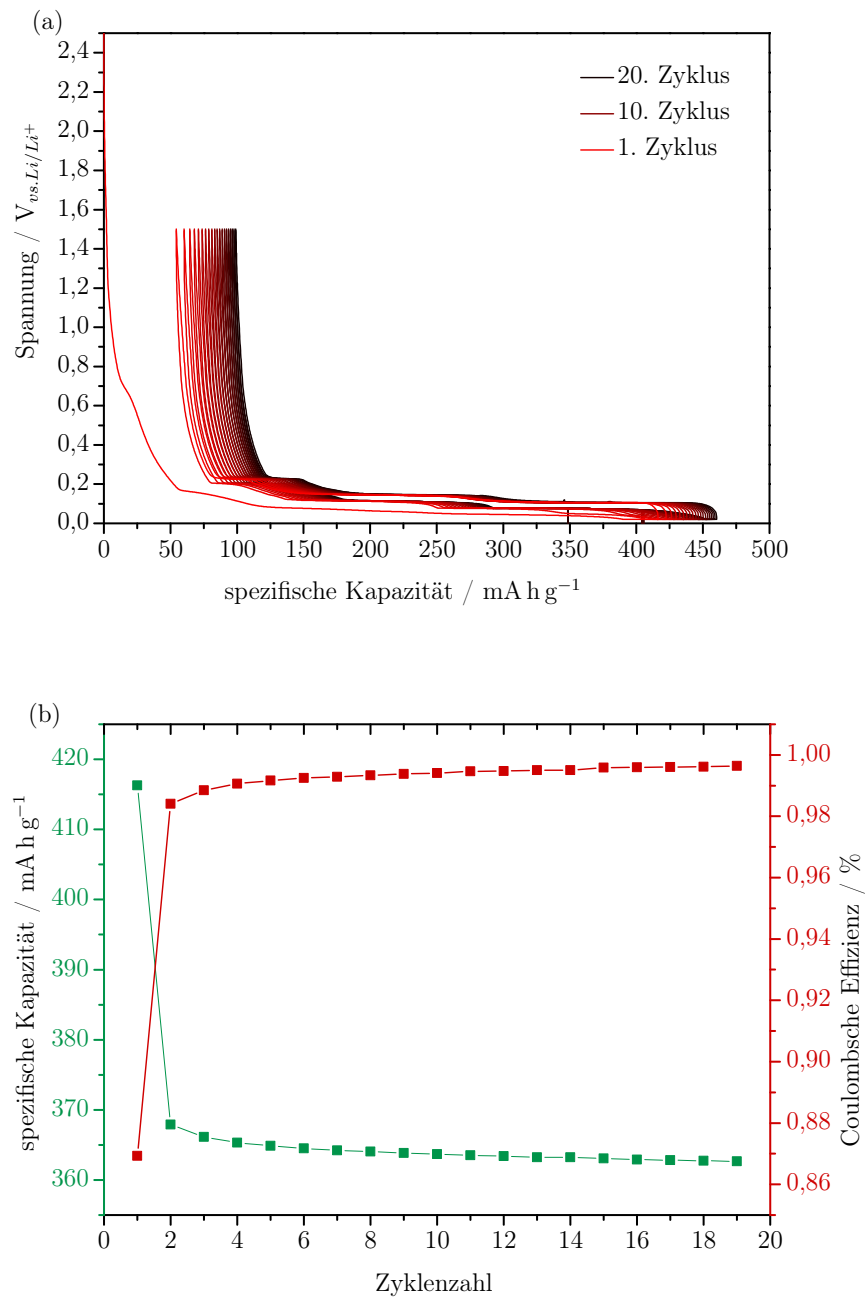 (a)
2,4
2,2
2,0
1,8
1,6
1,4
1,2
1,0
0,8
0,6
0,4
0,2
0,0
Spannung / V vs.Li/Li+
20. Zyklus
10. Zyklus
1. Zyklus
0 50 100 150 200 250 300 350 400 450 500
spezifische Kapazität / mA h g−1
(b)
420
410
400
390
380
370
360
spezifische Kapazität / mA h g−1
1,00
0,98
0,96
0,94
0,92
0,90
0,88
0,86
Coulombsche Effizienz / %
0 2 4 6 8 10 12 14 16 18 20
Zyklenzahl